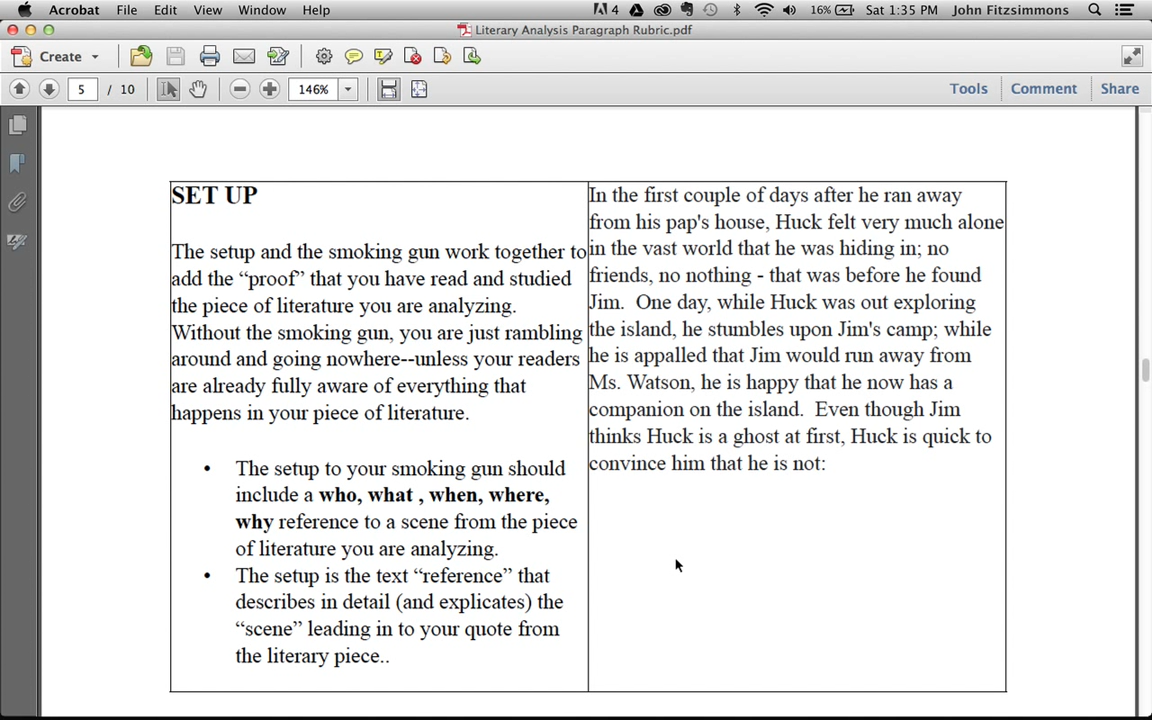 Acrobat File Edit View Window Help 4 16% Sat 1:35 PM John Fitzsimmons
Literary Analysis Paragraph Rubric.pdf
Create
5 / 10 146% Tools Comment Share
SET UP
The setup and the smoking gun work together to
add the “proof” that you have read and studied
the piece of literature you are analyzing.
Without the smoking gun, you are just rambling
around and going nowhere--unless your readers
are already fully aware of everything that
happens in your piece of literature.
• The setup to your smoking gun should
include a who, what , when, where,
why reference to a scene from the piece
of literature you are analyzing.
• The setup is the text “reference” that
describes in detail (and explicates) the
“scene” leading in to your quote from
the literary piece..
In the first couple of days after he ran away
from his pap's house, Huck felt very much alone
in the vast world that he was hiding in; no
friends, no nothing - that was before he found
Jim.  One day, while Huck was out exploring
the island, he stumbles upon Jim's camp; while
he is appalled that Jim would run away from
Ms. Watson, he is happy that he now has a
companion on the island.  Even though Jim
thinks Huck is a ghost at first, Huck is quick to
convince him that he is not: